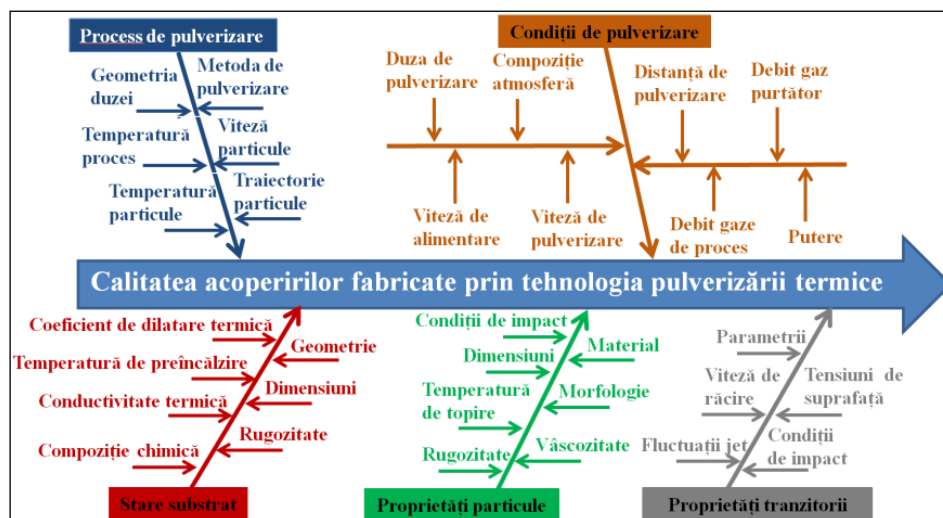 Process de pulverizare
Geometria
duzei
Metoda de
pulverizare
Temperatură
proces
Viteză
particule
Temperatură
particule
Traiectorie
particule
Condiții de pulverizare
Duza de
pulverizare
Compoziție
atmosferă
Distanță de
pulverizare
Debit gaz
purtător
Viteză de
alimentare
Viteză de
pulverizare
Debit gaze
de proces
Putere
Calitatea acoperirilor fabricate prin tehnologia pulverizării termice
Coeficient de dilatare termică
Geometrie
Temperatură de preîncălzire
Dimensiuni
Conductivitate termică
Rugozitate
Compoziție chimică
Stare substrat
Condiții de impact
Material
Dimensiuni
Temperatură
de topire
Morfologie
Rugozitate
Vâscozitate
Proprietăți particule
Parametrii
Viteză de
răcire
Tensiuni de
suprafață
Fluctuații jet
Condiții
de impact
Proprietăți tranzitorii